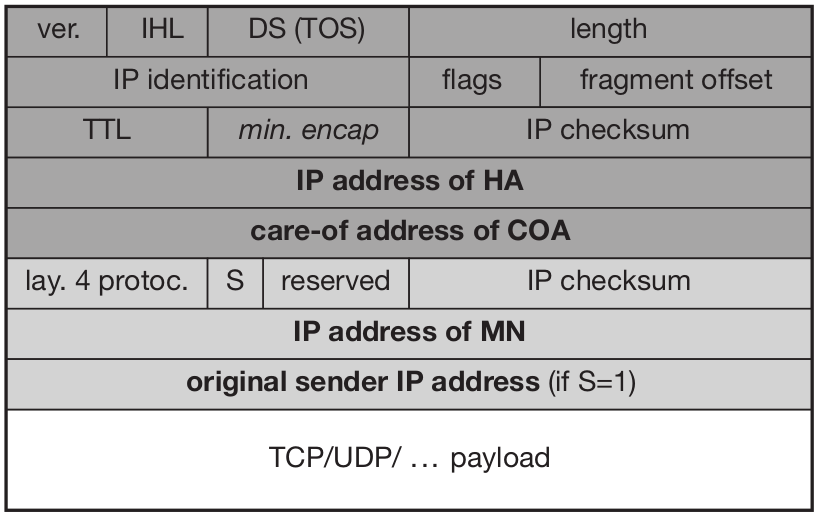 ver. IHL DS (TOS) length
IP identification flags fragment offset
TTL min. encap IP checksum
IP address of HA
care-of address of COA
lay. 4 protoc. S reserved IP checksum
IP address of MN
original sender IP address (if S=1)
TCP/UDP/ ... payload